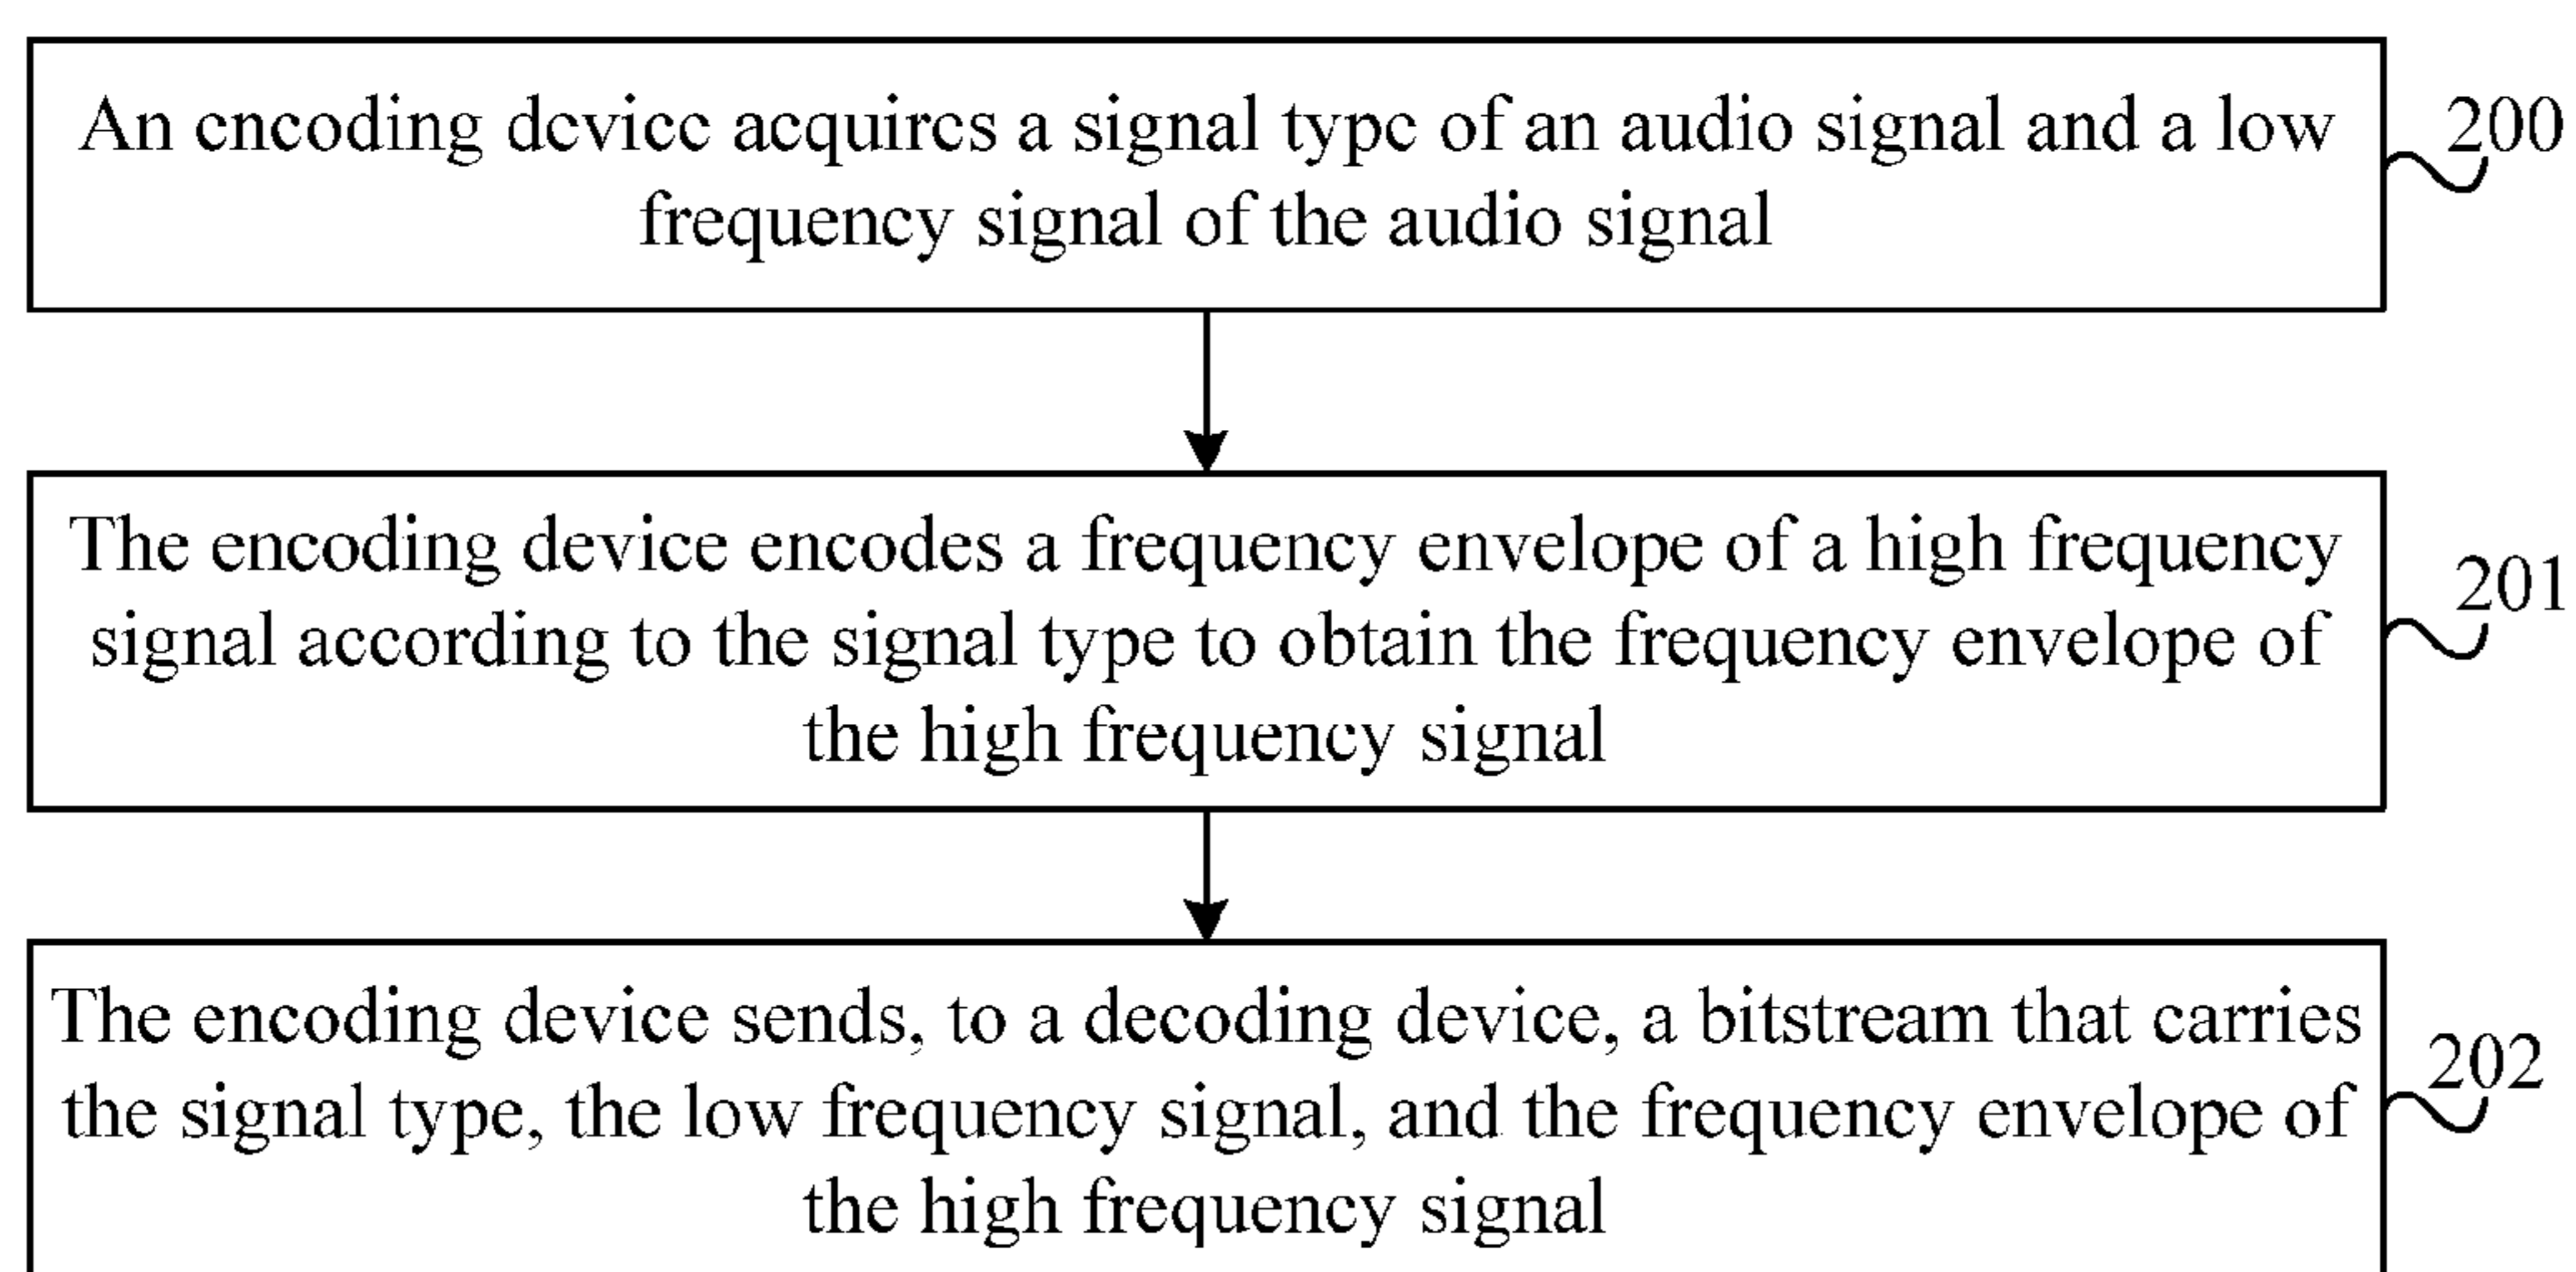 An encoding device acquires a signal type of an audio signal and a low
frequency signal of the audio signal
200
The encoding device encodes a frequency envelope of a high frequency
signal according to the signal type to obtain the frequency envelope of
the high frequency signal
201
The encoding device sends, to a decoding device, a bitstream that carries
the signal type, the low frequency signal, and the frequency envelope of
the high frequency signal
202